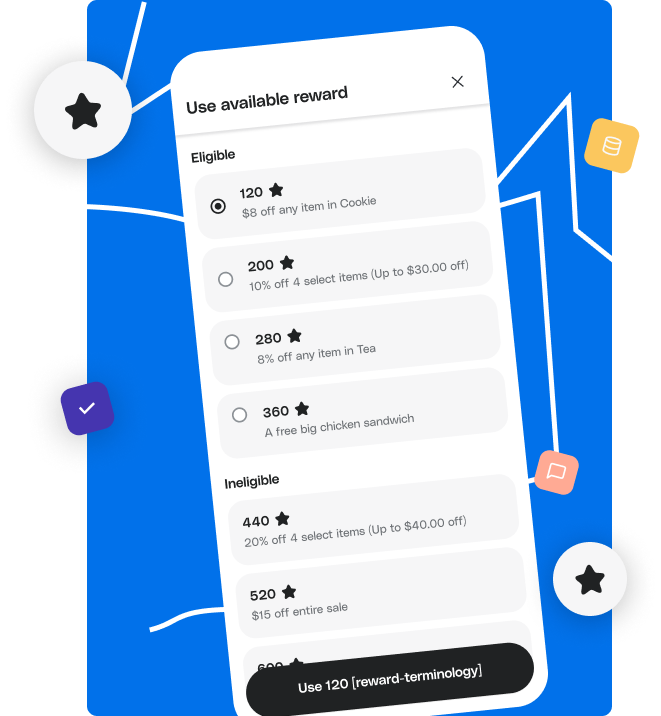 Use available reward
Eligible
120
$8 off any item in Cookie
200
10% off 4 select items (Up to $30.00 off)
280
8% off any item in Tea
360
A free big chicken sandwich
Ineligible
440
20% off 4 select items (Up to $40.00 off)
520
$15 off entire sale
Use 120 [reward-terminology]